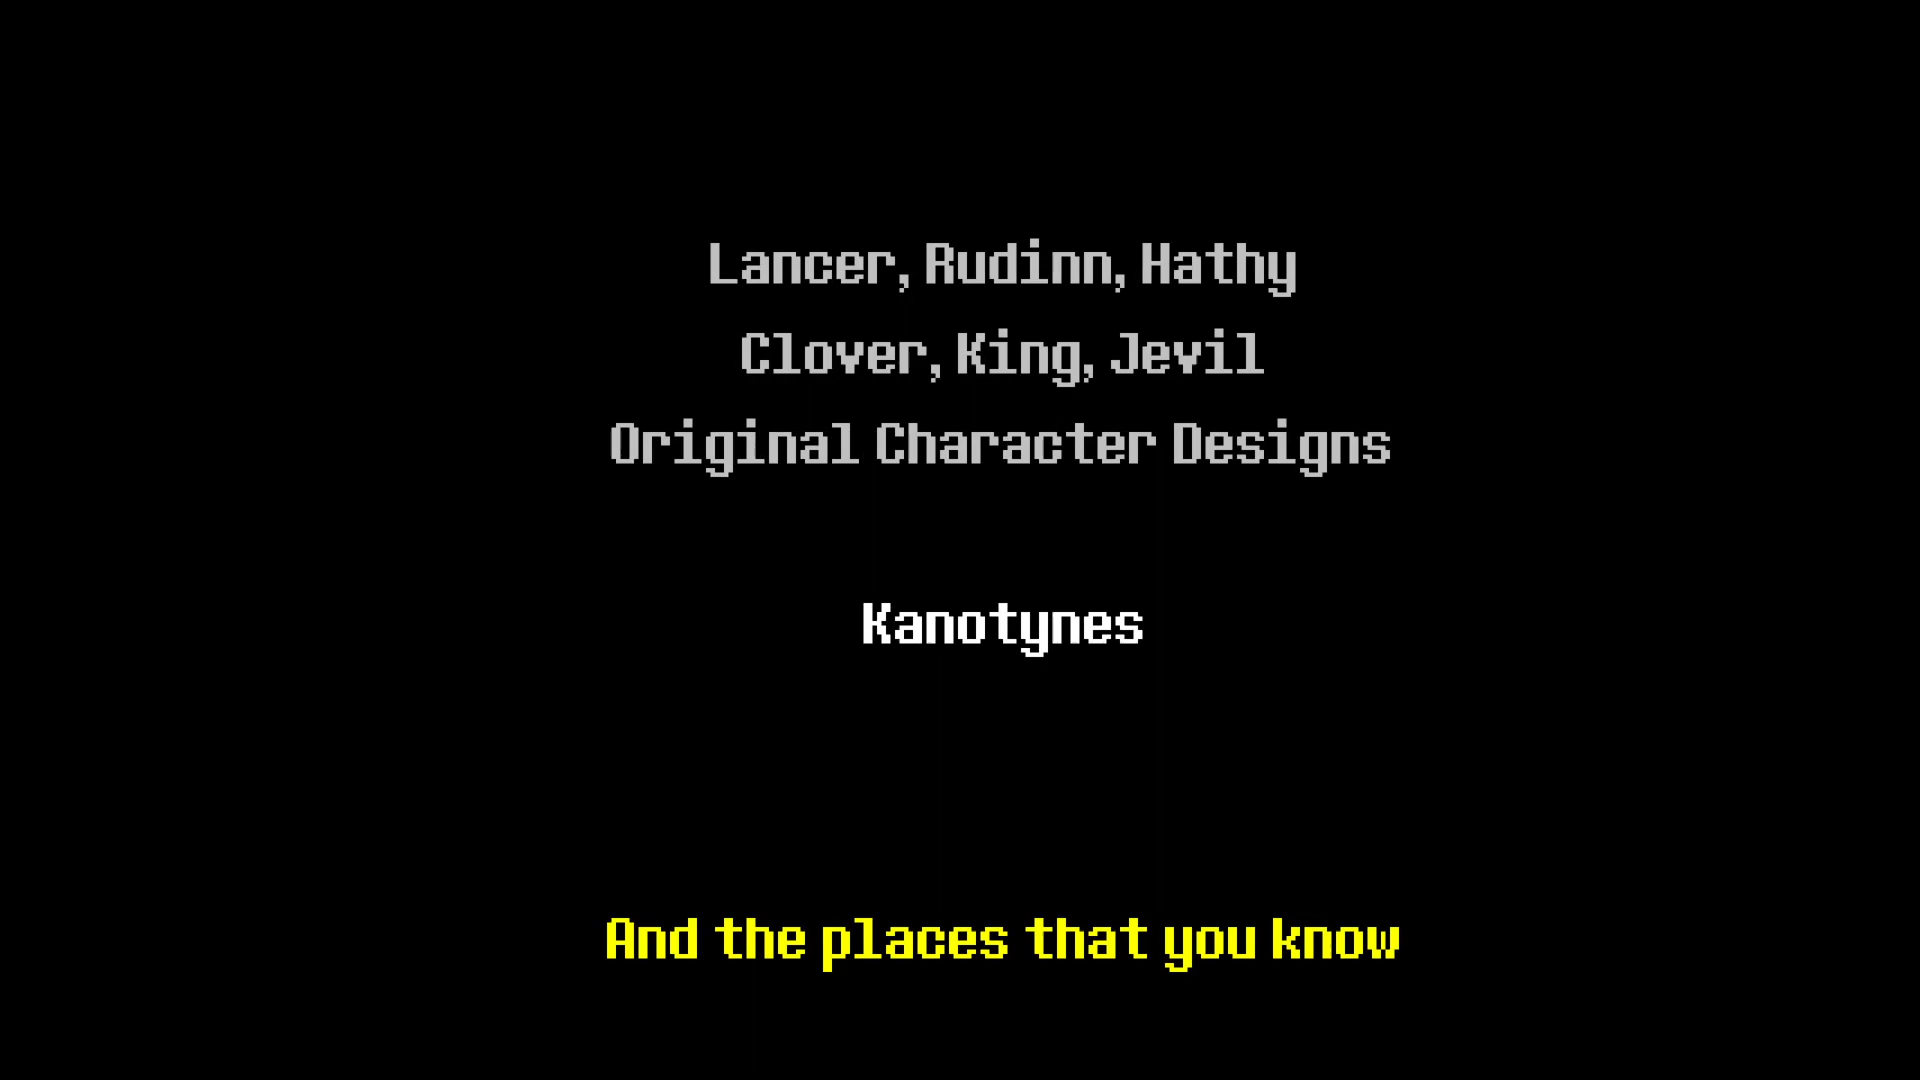 Lancer, Rudinn, Hathy
Clover, King, Jevil
Original Character Designs
Kanotynes
And the places that you know